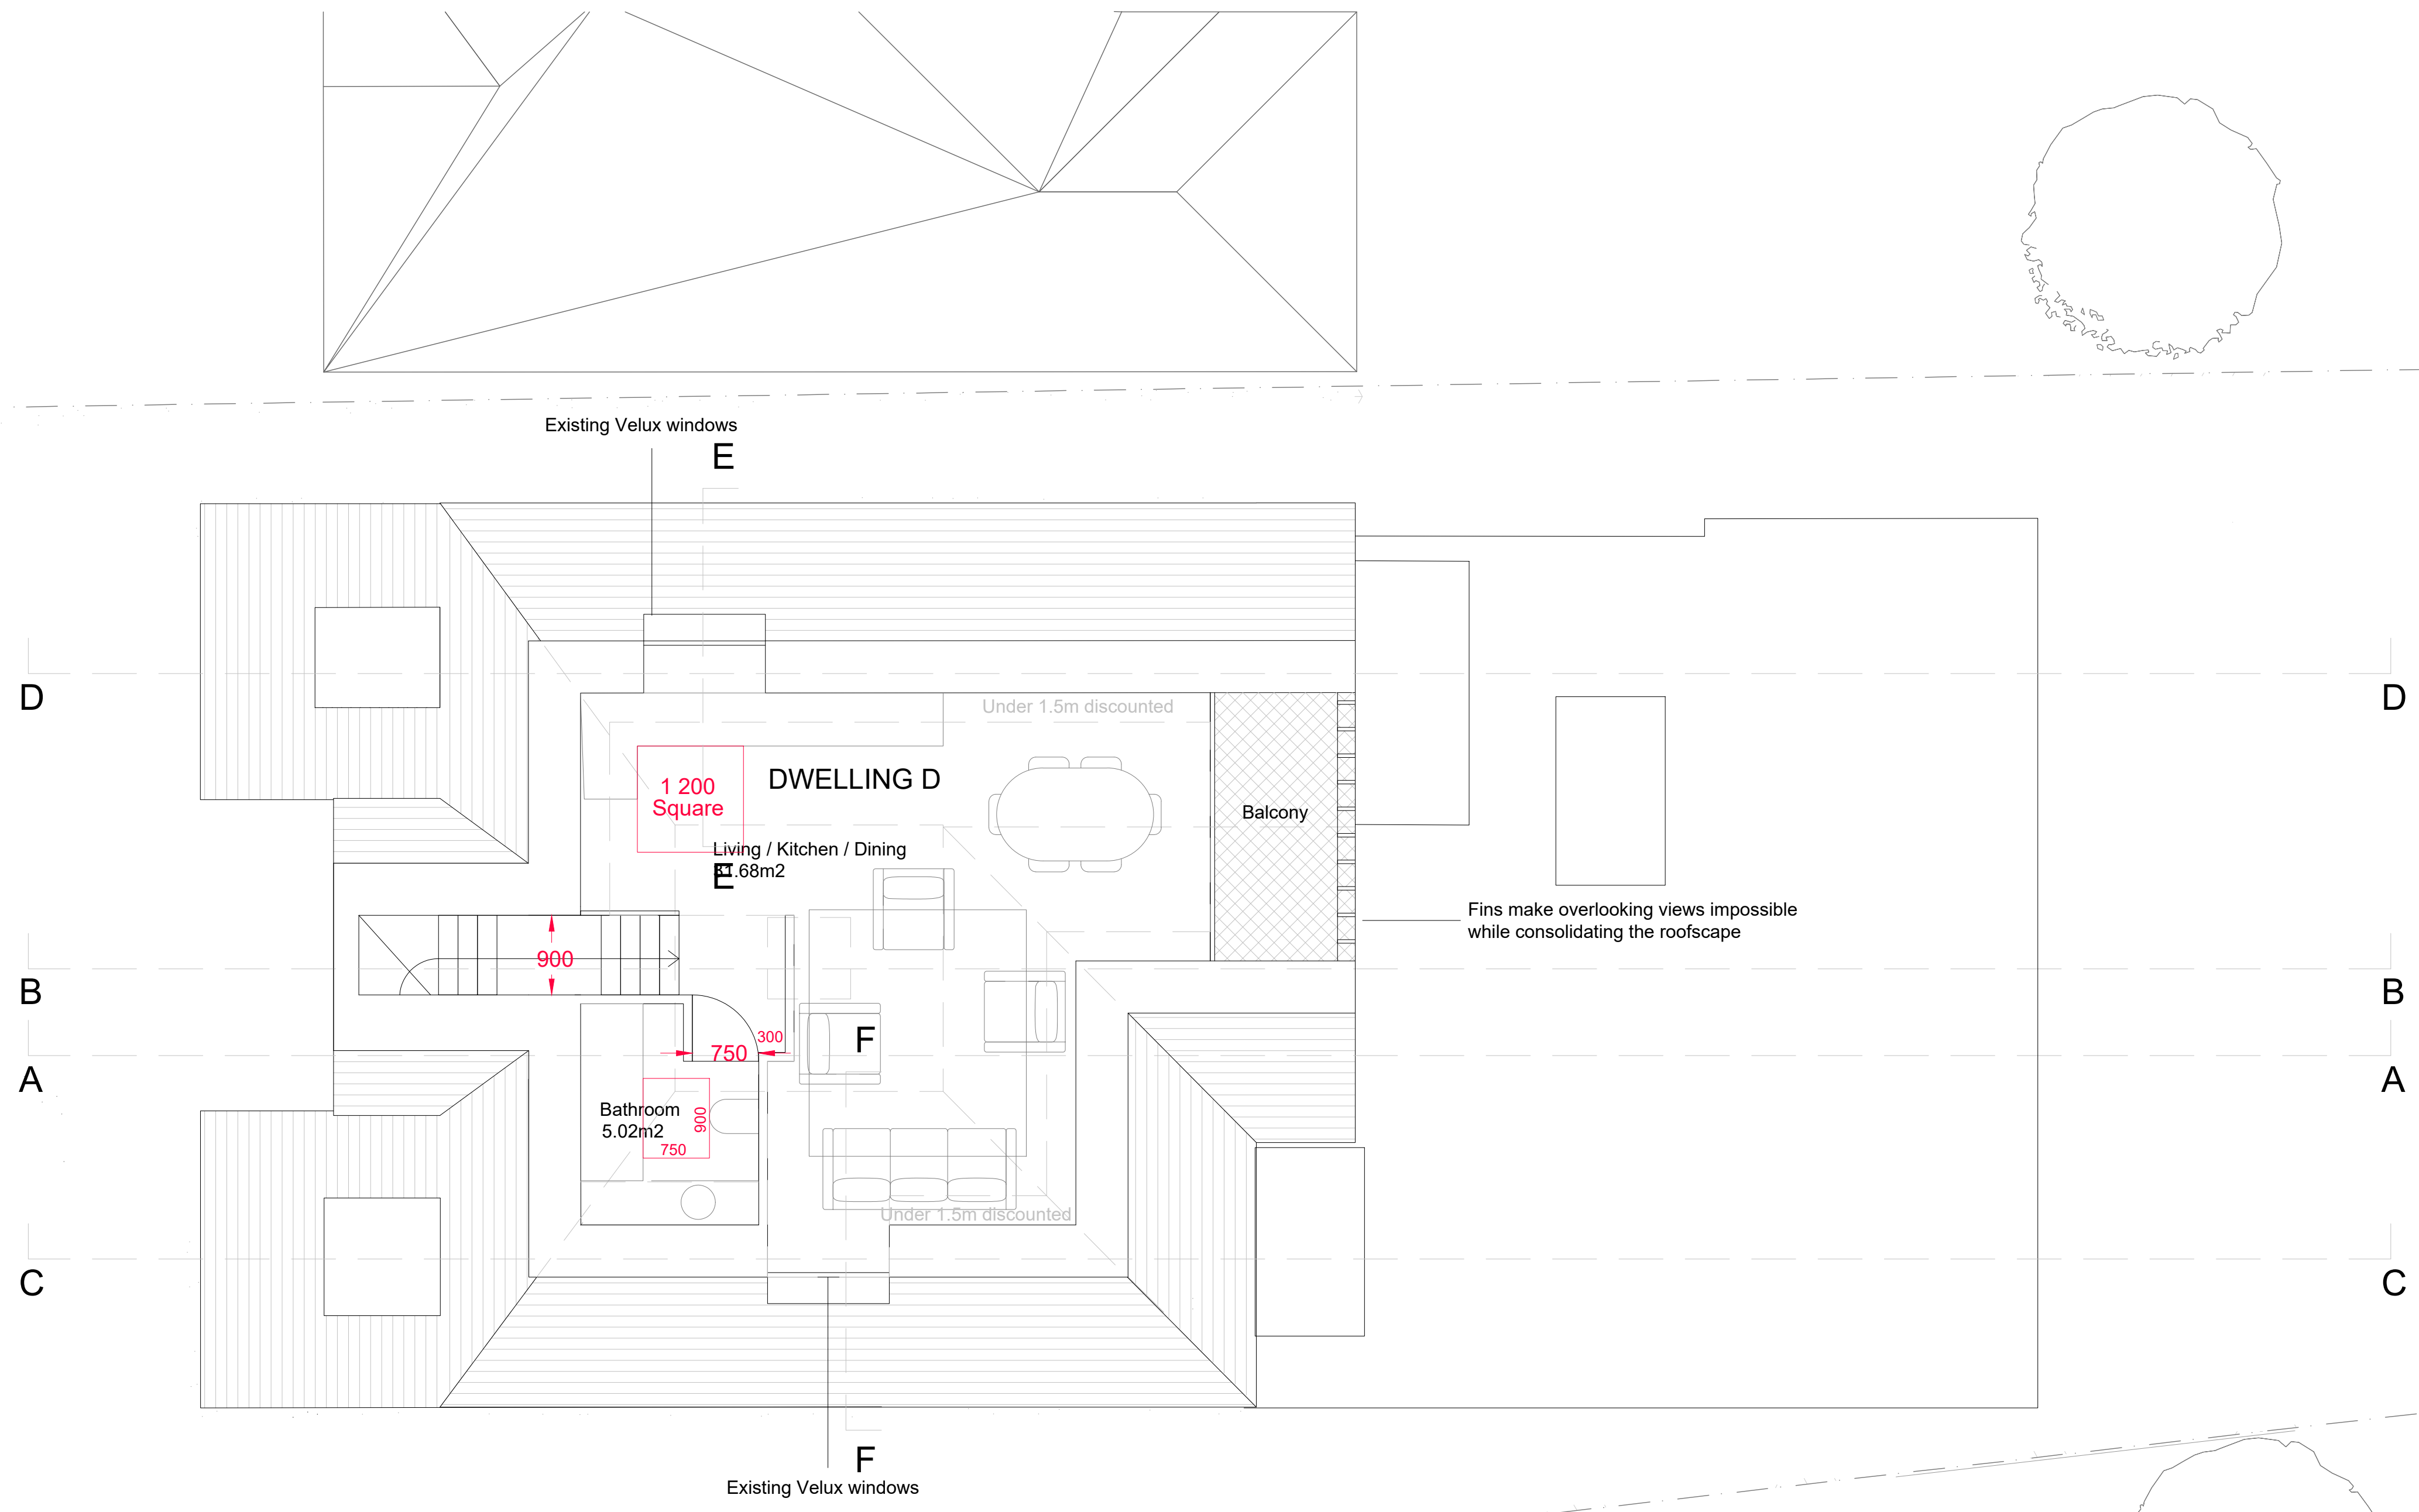 Existing Velux windows
E
D
D
Under 1.5m discounted
1 200
Square
DWELLING D
Balcony
Living / Kitchen / Dining
E
Fins make overlooking views impossible
while consolidating the roofscape
900
B
B
300
F
750
A
A
Bathroom
900
5.02m2
750
Under 1.5m discounted
C
C
F
Existing Velux windows